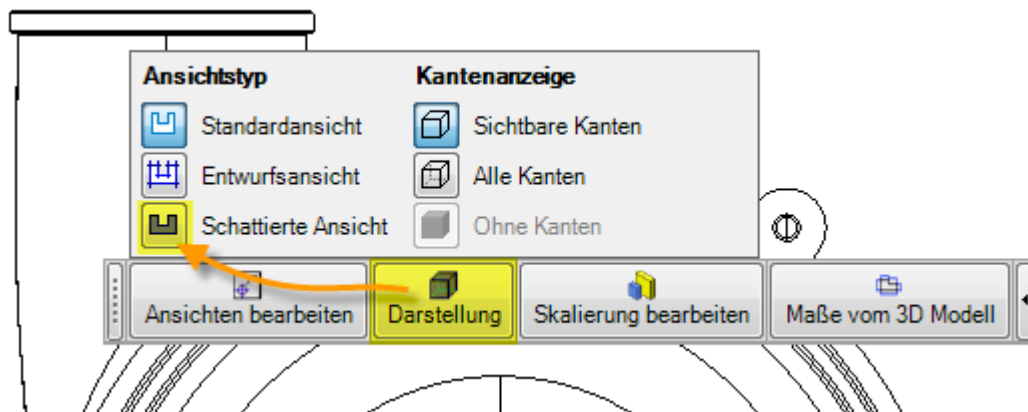 Ansichtstyp
Kantenanzeige
Standardansicht
Sichtbare Kanten
Entwurfsansicht
Alle Kanten
Schattierte Ansicht
Ohne Kanten
Ansichten bearbeiten
Darstellung
Skalierung bearbeiten
Maße vom 3D Modell